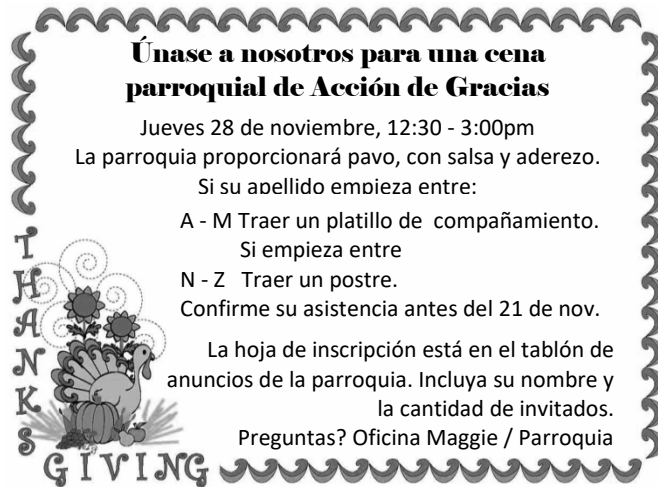 Únase a nosotros para una cena
parroquial de Acción de Gracias
Jueves 28 de noviembre, 12:30 - 3:00pm
La parroquia proporcionará pavo, con salsa y aderezo.
Si su apellido empieza entre:
A - M Traer un platillo de compañamiento.
Si empieza entre
N - Z Traer un postre.
Confirme su asistencia antes del 21 de nov.
La hoja de inscripción está en el tablón de
anuncios de la parroquia. Incluya su nombre y
la cantidad de invitados.
Preguntas? Oficina Maggie / Parroquia
THANKS
GIVING